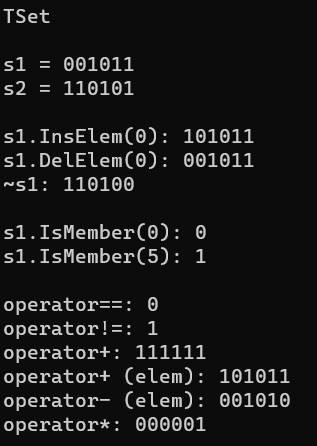 TSet
s1 = 001011
s2 = 110101
s1.InsElem(0): 101011
s1.DelElem(0): 001011
~s1: 110100
s1.IsMember(0): 0
s1.IsMember(5): 1
operator==: 0
operator!=: 1
operator+: 111111
operator+ (elem): 101011
operator- (elem): 001010
operator*: 000001